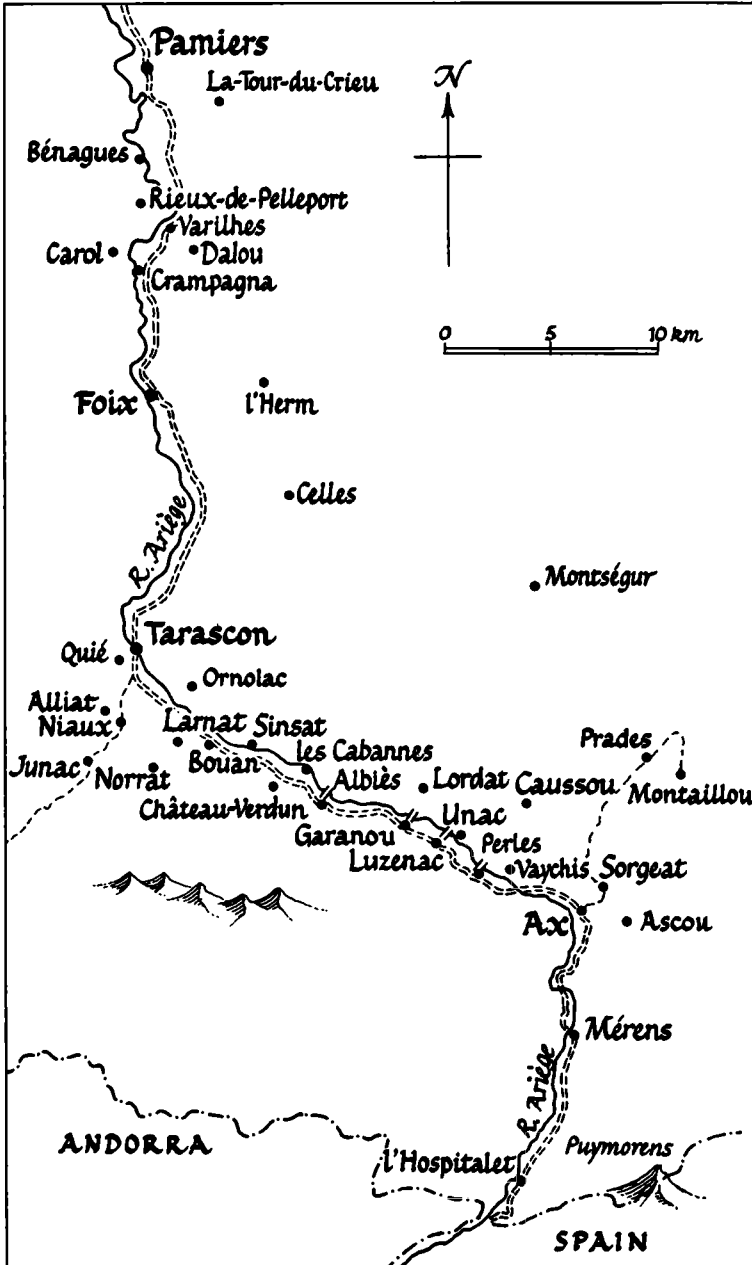 Pamiers
N
La-Tour-du-Crieu
Bénagues
Rieux-de-Pelleport
Varilhes
Carol
Dalou
Crampagna
0 5 10 km
Foix
l'Herm
Celles
R. Ariège
Montségur
Tarascon
Quié
Ornolac
Alliat
Niaux
Larnat
Sinsat
Prades
Junac
Norrat
Bouan
les Cabannes
Albiès
Lordat
Caussou
Montaillou
Château-Verdun
Unac
Garanou
Perles
Luzenac
Vaychis
Sorgeat
Ax
Ascou
Mérens
R. Ariège
ANDORRA
l'Hospitalet
Puymorens
SPAIN